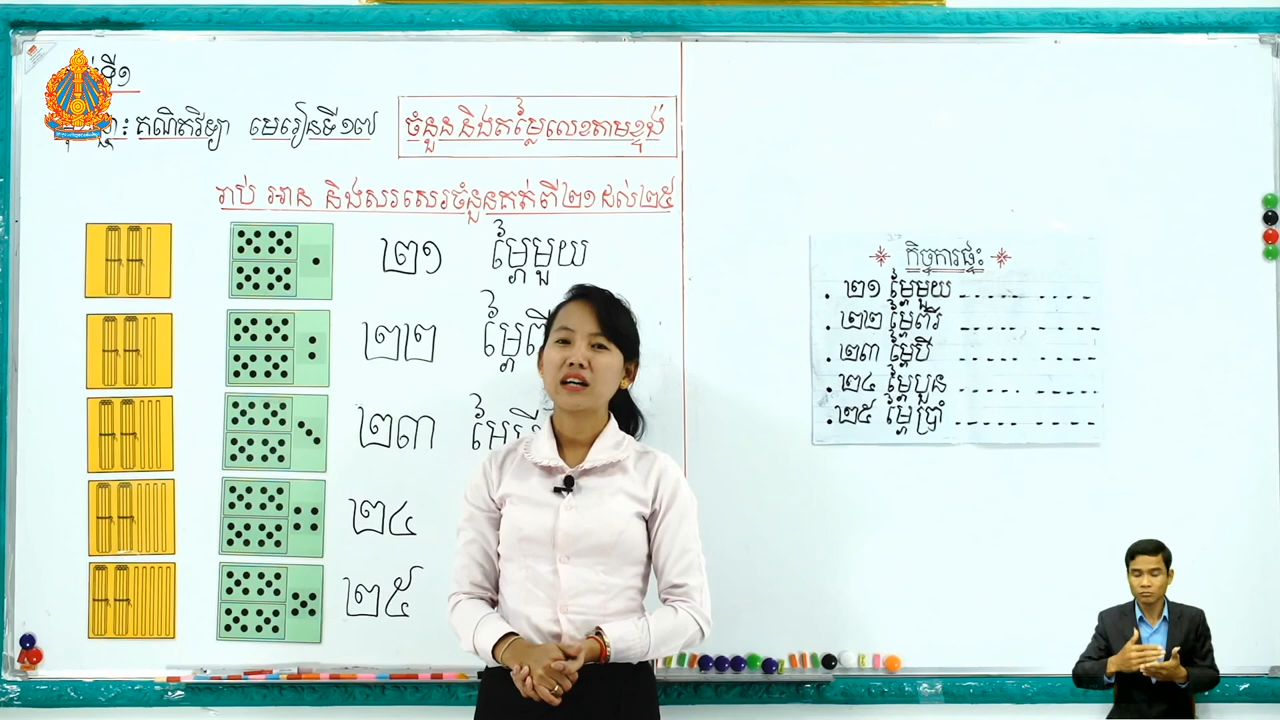 ទី១
គណិតវិទ្យា មេរៀនទី ១៧ ចំនួន និងតម្លៃលេខតាមខ្ទង់
រាប់ អាន និងសរសេរចំនួនគត់ពី ២១ ដល់ ២៥
២១ ម្ភៃមួយ
២២
២៣
២៤
២៥
កិច្ចការផ្ទះ
. ២១ ម្ភៃមួយ ...... ......
. ២២ ម្ភៃពីរ ...... ......
. ២៣ ម្ភៃបី ...... ......
. ២៤ ម្ភៃបួន ...... ......
. ២៥ ម្ភៃប្រាំ ...... ......